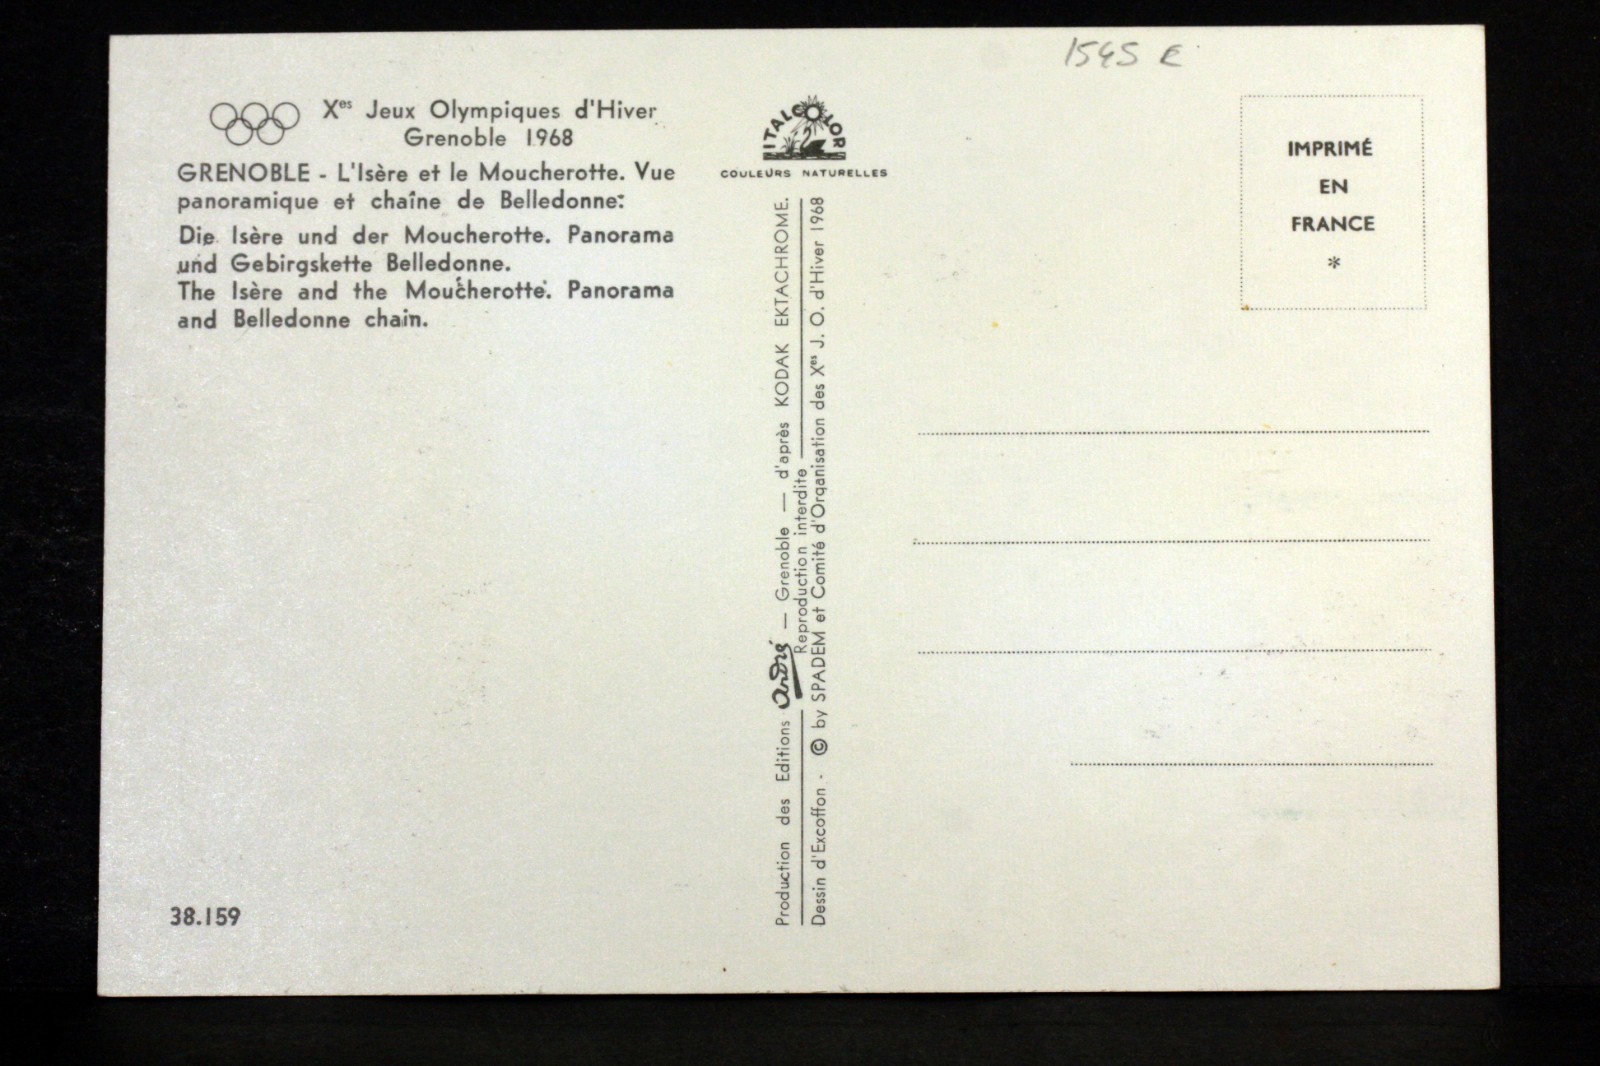 1545 €
Xes Jeux Olympiques d'Hiver
Grenoble 1968
GRENOBLE - L'Isère et le Moucherotte. Vue
panoramique et chaîne de Belledonne:
Die Isère und der Moucherotte. Panorama
und Gebirgskette Belledonne.
The Isère and the Moucherotte. Panorama
and Belledonne chain.
38.159
ITALCOLOR
COULEURS NATURELLES
Production des Editions André — Grenoble — d'après KODAK EKTACHROME.
Reproduction interdite
Dessin d'Excoffon - © by SPADEM et Comité d'Organisation des Xes J. O. d'Hiver 1968
IMPRIMÉ
EN
FRANCE
*